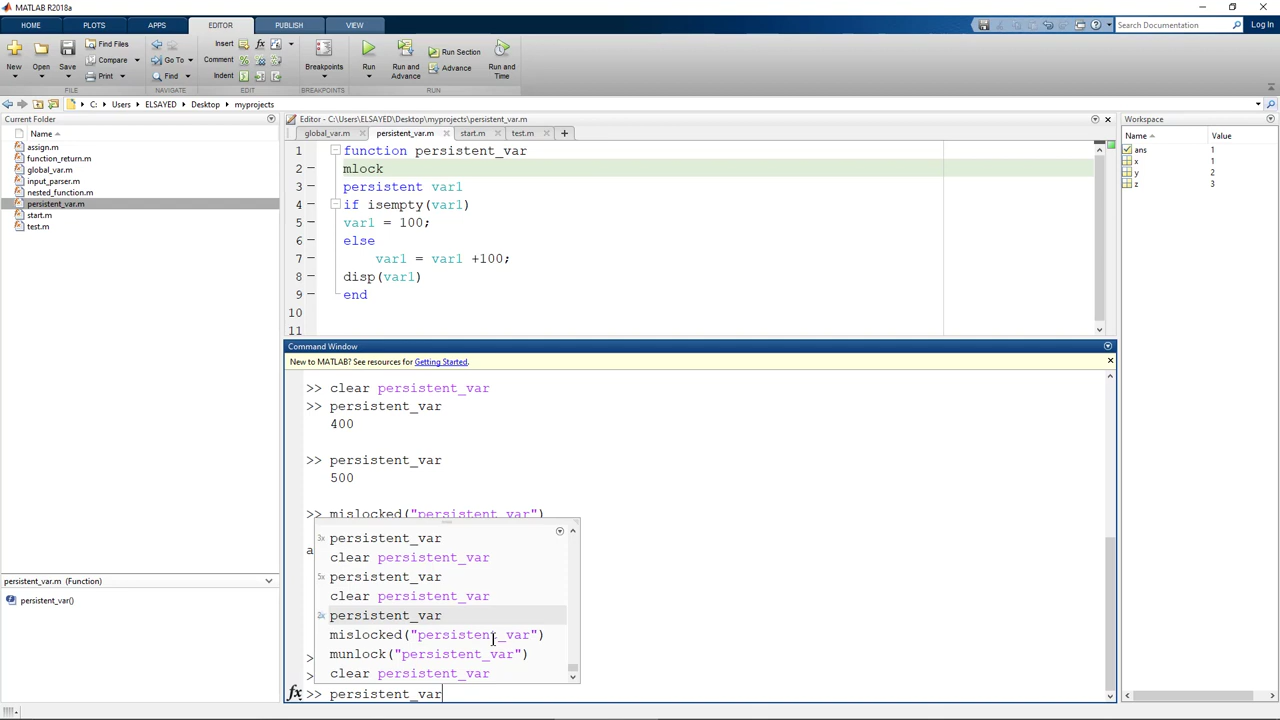 MATLAB R2018a
HOME PLOTS APPS EDITOR PUBLISH VIEW
Search Documentation
Log In
New Open Save
Find Files
Compare
Print
FILE
Go To
Find
NAVIGATE
Insert fx
Comment %
Indent
EDIT
Breakpoints
BREAKPOINTS
Run
Run and Advance
Run Section
Advance
Run and Time
RUN
C: Users ELSAYED Desktop myprojects
Current Folder
Name
assign.m
function_return.m
global_var.m
input_parser.m
nested_function.m
persistent_var.m
start.m
test.m
persistent_var.m (Function)
persistent_var()
Editor - C:\Users\ELSAYED\Desktop\myprojects\persistent_var.m
global_var.m persistent_var.m start.m test.m
1 function persistent_var
2 mlock
3 persistent var1
4 if isempty(var1)
5 var1 = 100;
6 else
7 var1 = var1 +100;
8 disp(var1)
9 end
10
11
Command Window
New to MATLAB? See resources for Getting Started.
>> clear persistent_var
>> persistent_var
400
>> persistent_var
500
>> mislocked("persistent_var")
a
3x persistent_var
clear persistent_var
5x persistent_var
clear persistent_var
2x persistent_var
mislocked("persistent_var")
munlock("persistent_var")
clear persistent_var
fx >> persistent_var
Workspace
Name Value
ans 1
x 1
y 2
z 3